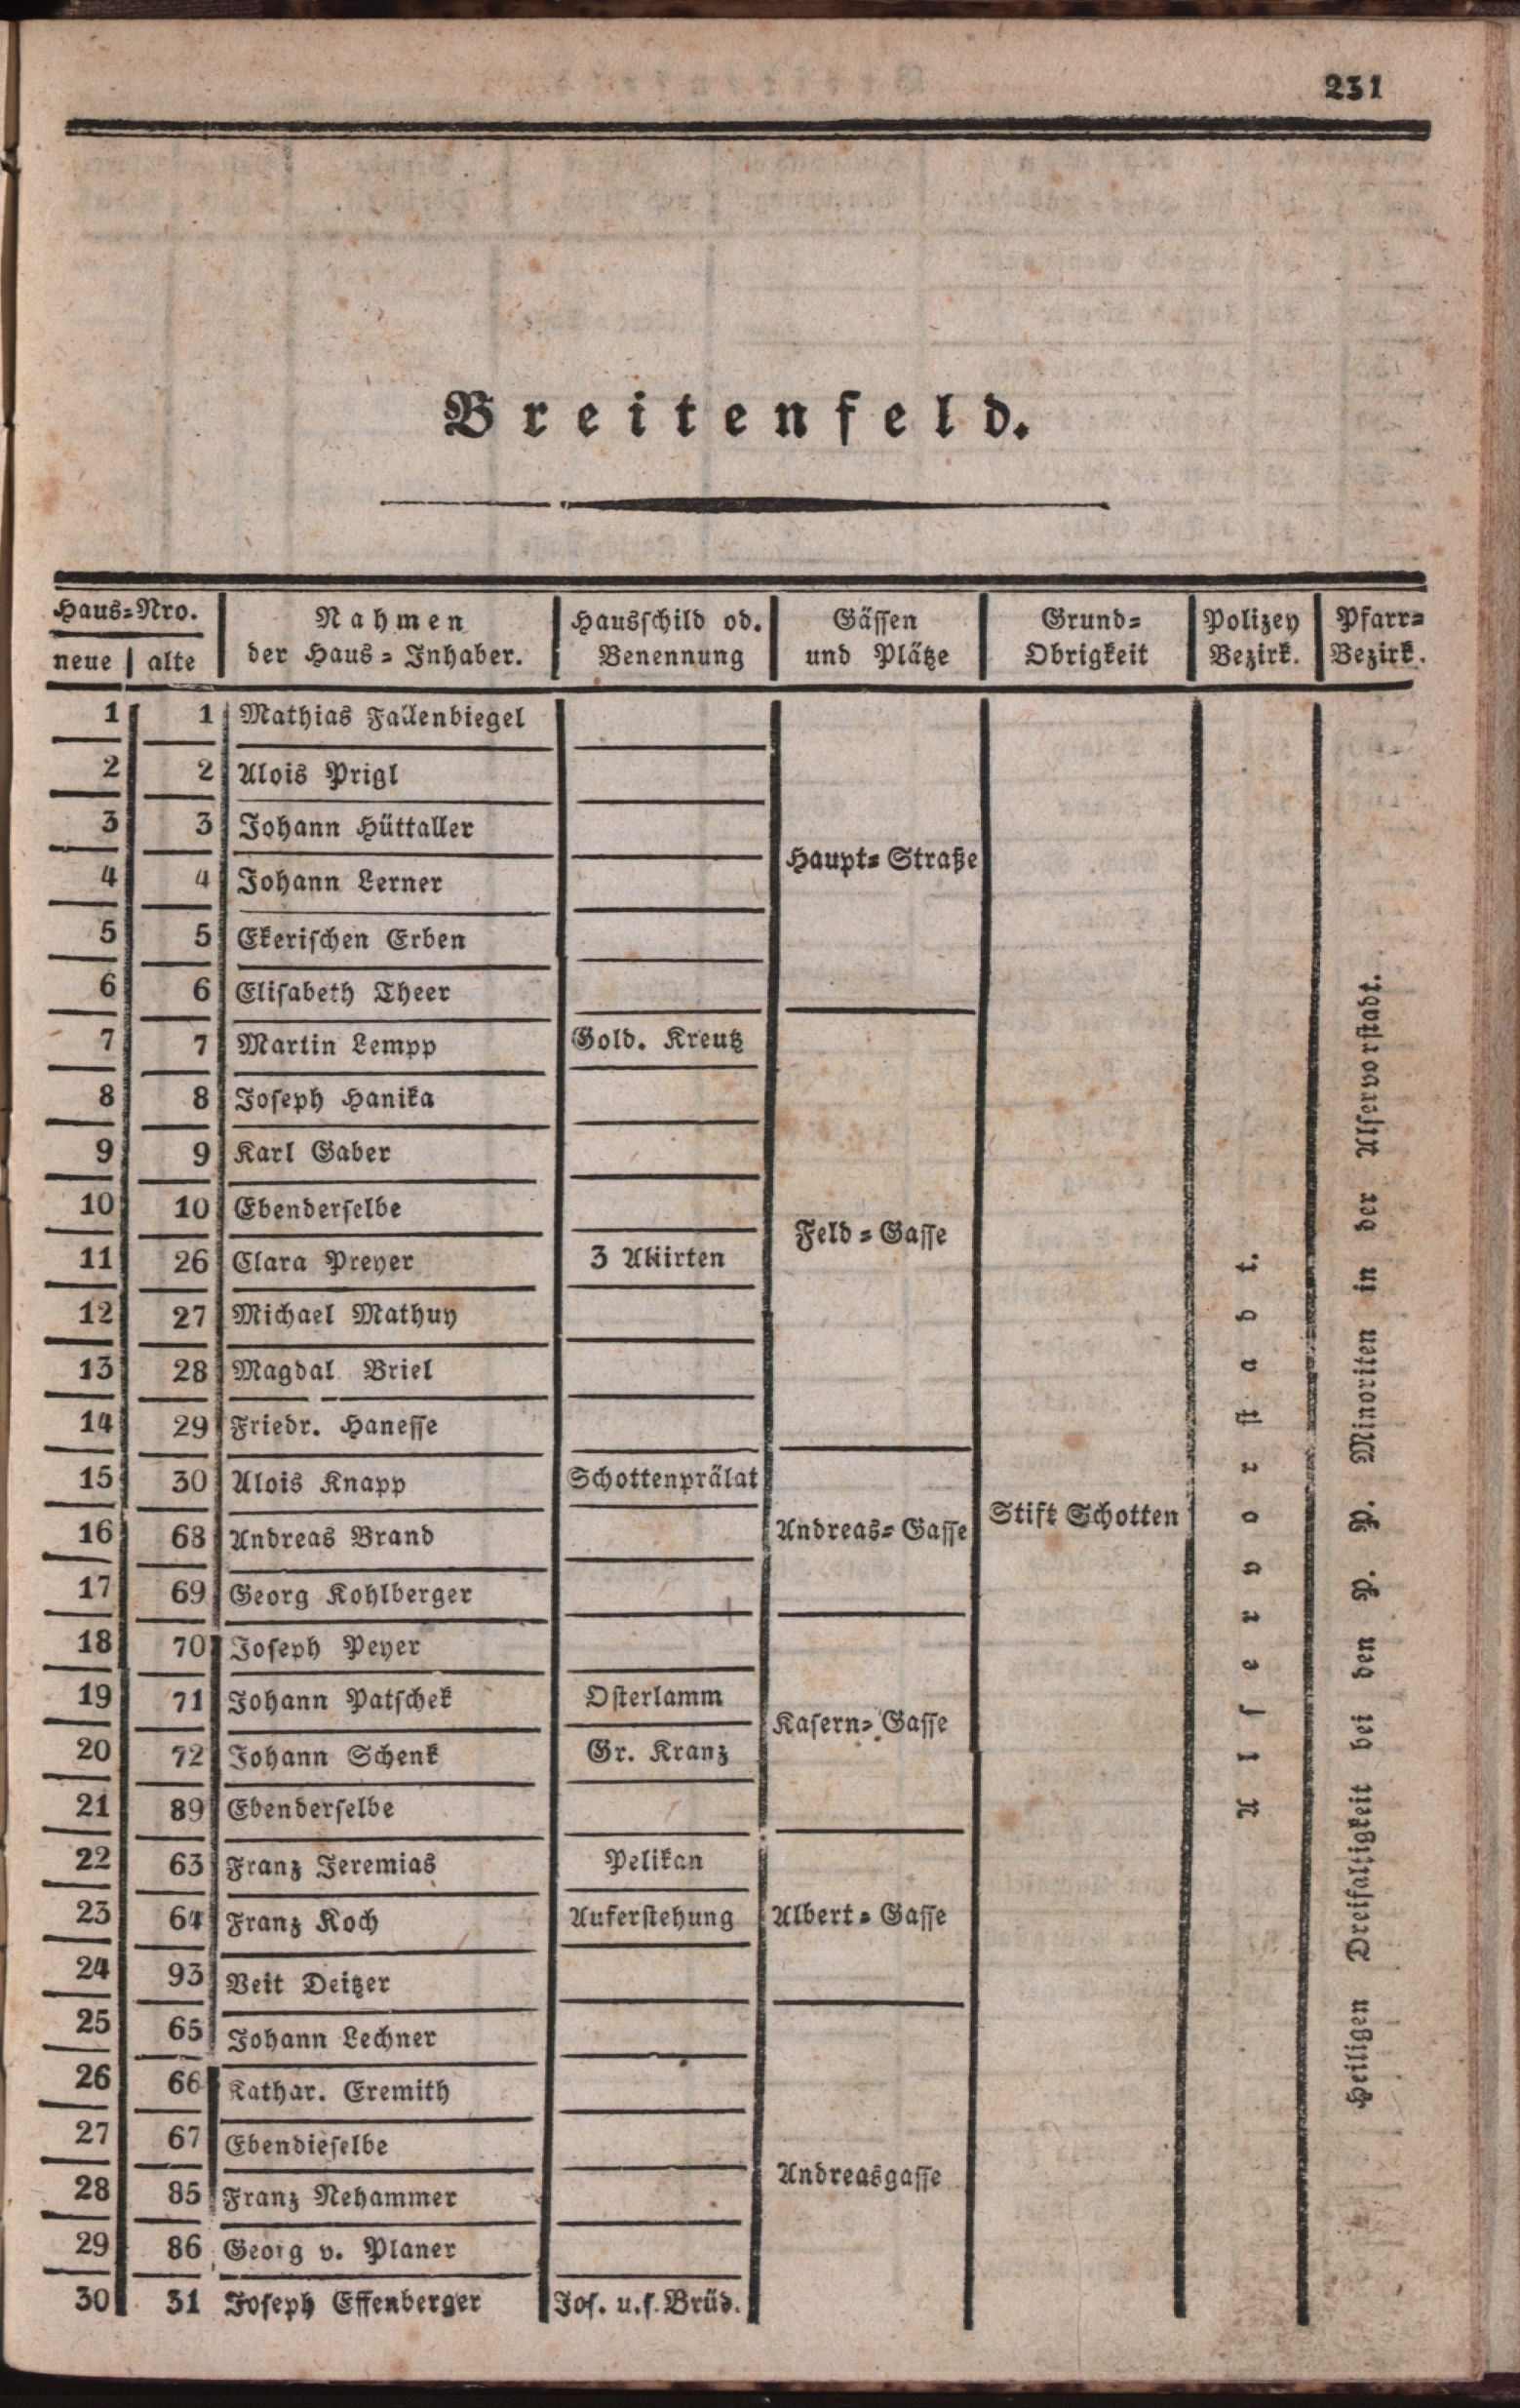 231
Breitenfeld.
Haus=Nro. | Nahmen der Haus=Inhaber. | Hausschild od. Benennung | Gässen und Plätze | Grund=Obrigkeit | Polizey Bezirk. | Pfarr=Bezirk.
neue | alte
1 1 Mathias Fallenbiegel
2 2 Alois Prigl
3 3 Johann Hüttaller
Haupt=Straße
4 4 Johann Lerner
5 5 Ekerischen Erben
6 6 Elisabeth Theer
7 7 Martin Lempp Gold. Kreutz
8 8 Joseph Hanika
9 9 Karl Gaber
10 10 Ebenderselbe
Feld=Gasse
11 26 Clara Preyer 3
12 27 Michael Mathuy
13 28 Magdal. Briel
14 29 Friedr. Hanesse
15 30 Alois Knapp Schottenprälat
16 68 Andreas Brand Andreas=Gasse Stift Schotten
17 69 Georg Kohlberger
18 70 Joseph Peyer
19 71 Johann Patschek Osterlamm
Kasern=Gasse
20 72 Johann Schenk Gr. Kranz
21 89 Ebenderselbe
22 63 Franz Jeremias Pelikan
23 64 Franz Koch Auferstehung Albert=Gasse
24 93 Veit Deitzer
25 65 Johann Lechner
26 66 Kathar. Eremith
27 67 Ebendieselbe
Andreasgasse
28 85 Franz Nehammer
29 86 Georg v. Planer
30 31 Joseph Effenberger Jos. u. s. Brüd.
Alservorstadt.
Heiligen Dreifaltigkeit bei den P. P. Minoriten in der Alservorstadt.